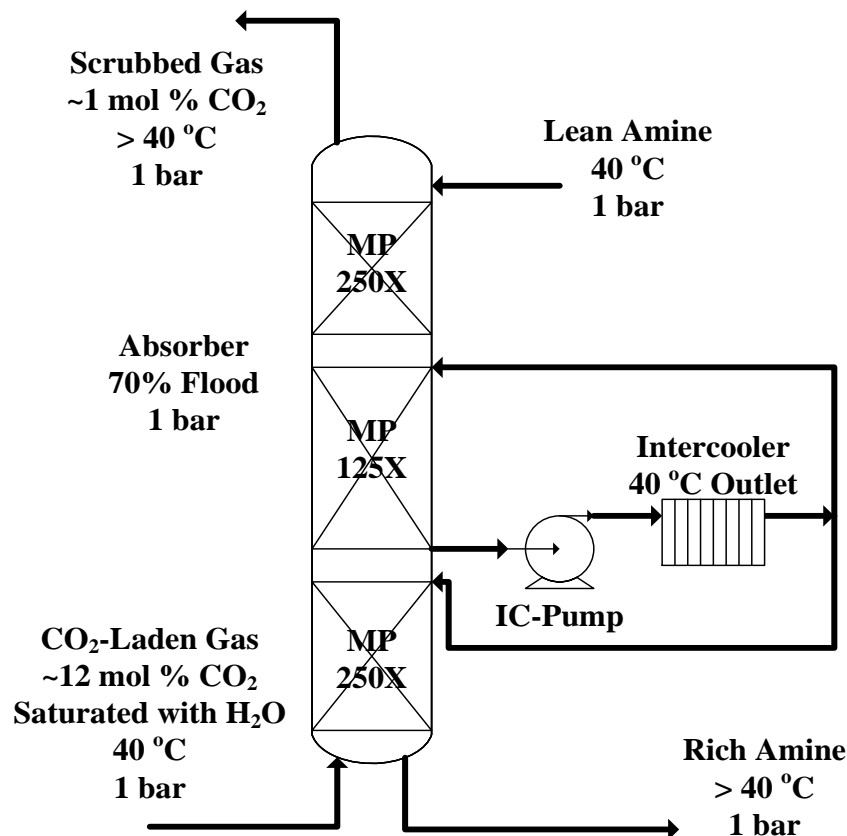 Scrubbed Gas
~1 mol % CO₂
> 40 °C
1 bar
Lean Amine
40 °C
1 bar
MP
250X
Absorber
70% Flood
1 bar
MP
125X
Intercooler
40 °C Outlet
IC-Pump
CO₂-Laden Gas
~12 mol % CO₂
Saturated with H₂O
40 °C
1 bar
MP
250X
Rich Amine
> 40 °C
1 bar